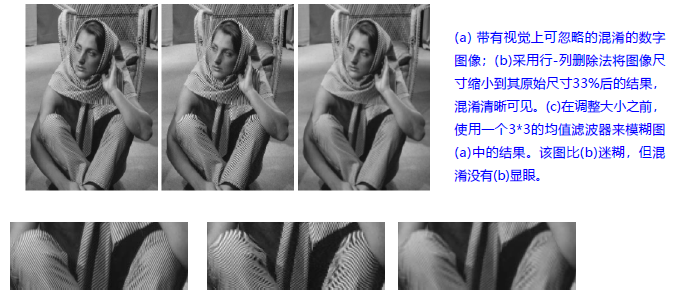 (a) 带有视觉上可忽略的混淆的数字
图像；(b)采用行-列删除法将图像尺
寸缩小到其原始尺寸33%后的结果，
混淆清晰可见。(c)在调整大小之前，
使用一个3*3的均值滤波器来模糊图
(a)中的结果。该图比(b)迷糊，但混
淆没有(b)显眼。